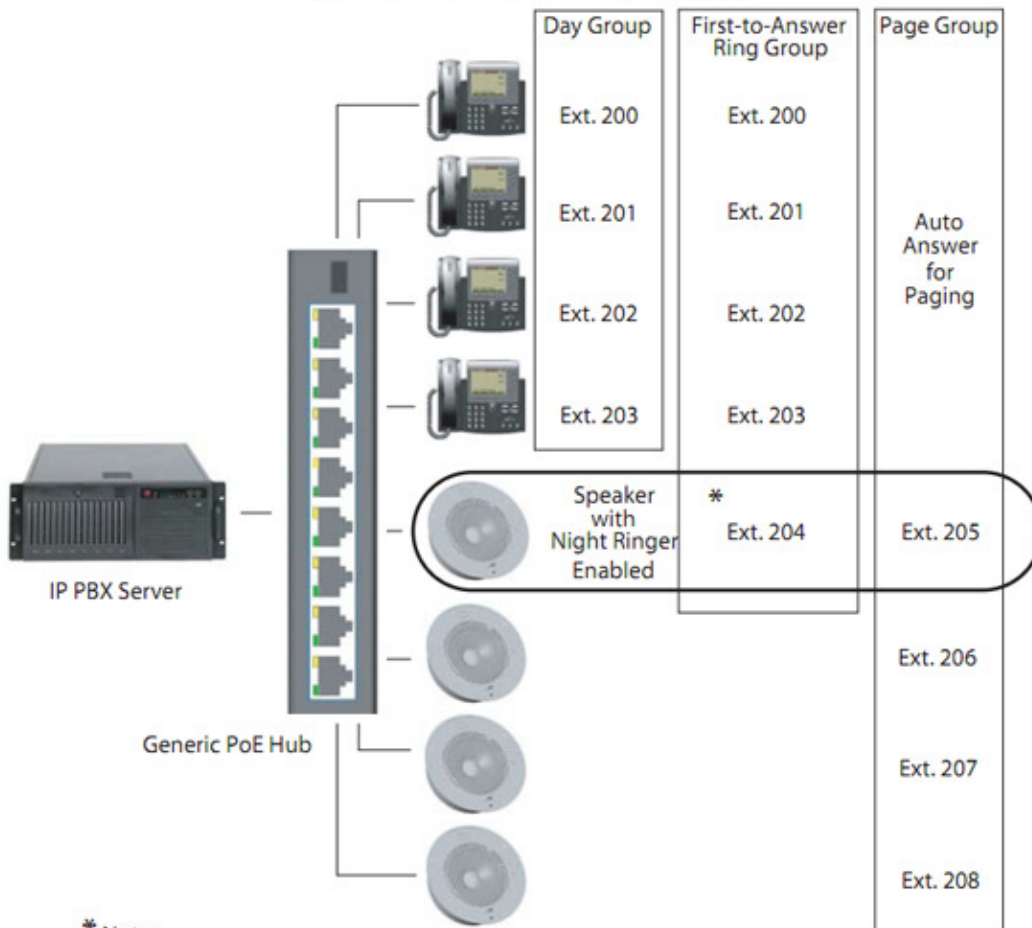 Day Group
First-to-Answer
Ring Group
Page Group
Ext. 200
Ext. 200
Ext. 201
Ext. 201
Auto
Answer
for
Paging
Ext. 202
Ext. 202
Ext. 203
Ext. 203
Speaker
with
Night Ringer
Enabled
*
Ext. 204
Ext. 205
IP PBX Server
Ext. 206
Generic PoE Hub
Ext. 207
Ext. 208
*